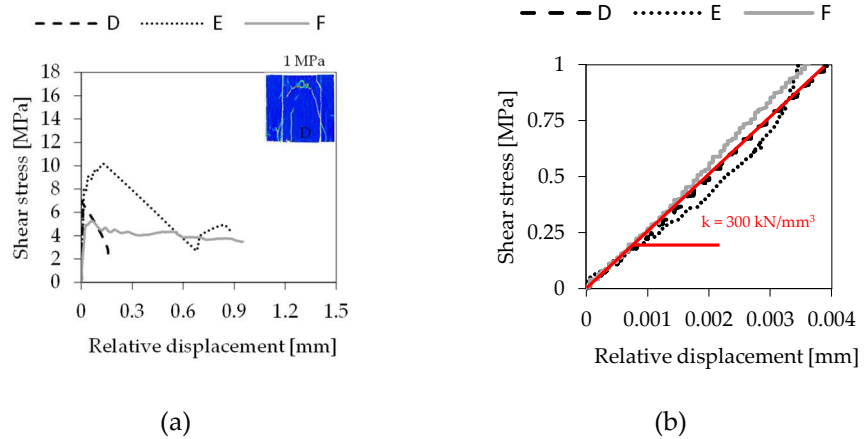 D E F
1 MPa
Shear stress [MPa]
18
16
14
12
10
8
6
4
2
0
D
0 0.3 0.6 0.9 1.2 1.5
Relative displacement [mm]
(a)
D E F
Shear stress [MPa]
1
0.75
0.5
0.25
0
k = 300 kN/mm³
0 0.001 0.002 0.003 0.004
Relative displacement [mm]
(b)